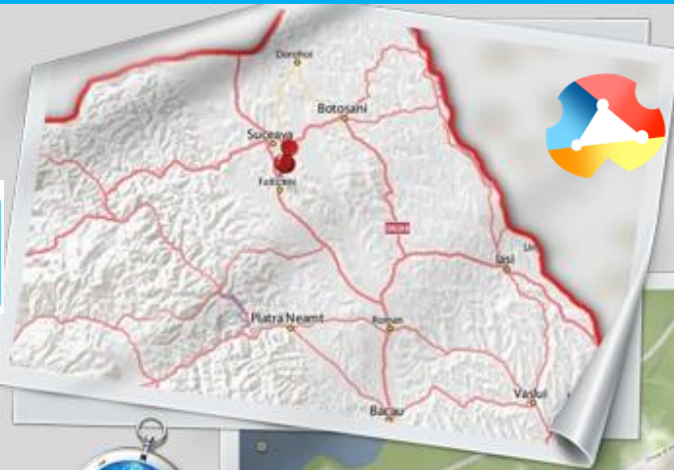 Dorohoi
Botosani
Suceava
Falticeni
Iasi
Piatra Neamt
Roman
Vaslui
Bacau